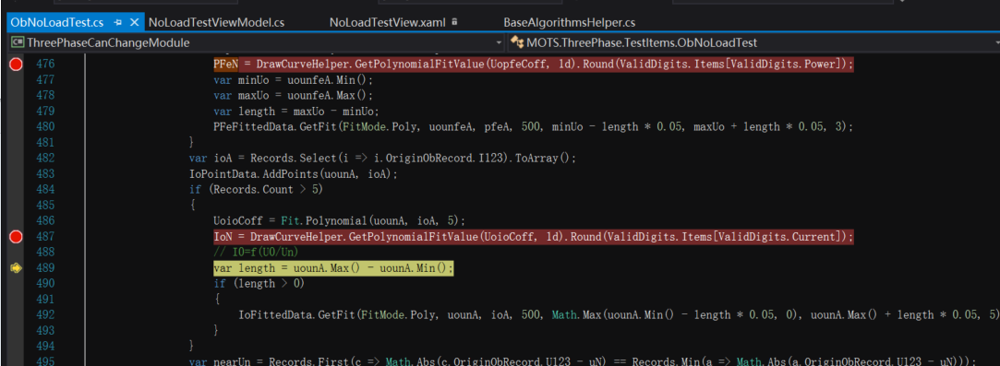 ObNoLoadTest.cs NoLoadTestViewModel.cs NoLoadTestView.xaml BaseAlgorithmsHelper.cs
C# ThreePhaseCanChangeModule MOTS.ThreePhase.TestItems.ObNoLoadTest
476 PFeN = DrawCurveHelper.GetPolynomialFitValue(UopfeCoff, 1d).Round(ValidDigits.Items[ValidDigits.Power]);
477 var minUo = uounfeA.Min();
478 var maxUo = uounfeA.Max();
479 var length = maxUo - minUo;
480 PFeFittedData.GetFit(FitMode.Poly, uounfeA, pfeA, 500, minUo - length * 0.05, maxUo + length * 0.05, 3);
481 }
482 var ioA = Records.Select(i => i.OriginObRecord.I123).ToArray();
483 IoPointData.AddPoints(uounA, ioA);
484 if (Records.Count > 5)
485 {
486 UoioCoff = Fit.Polynomial(uounA, ioA, 5);
487 IoN = DrawCurveHelper.GetPolynomialFitValue(UoioCoff, 1d).Round(ValidDigits.Items[ValidDigits.Current]);
488 // I0=f(U0/Un)
489 var length = uounA.Max() - uounA.Min();
490 if (length > 0)
491 {
492 IoFittedData.GetFit(FitMode.Poly, uounA, ioA, 500, Math.Max(uounA.Min() - length * 0.05, 0), uounA.Max() + length * 0.05, 5)
493 }
494 }
495 var nearUn = Records.First(c => Math.Abs(c.OriginObRecord.U123 - uN) == Records.Min(a => Math.Abs(a.OriginObRecord.U123 - uN)));